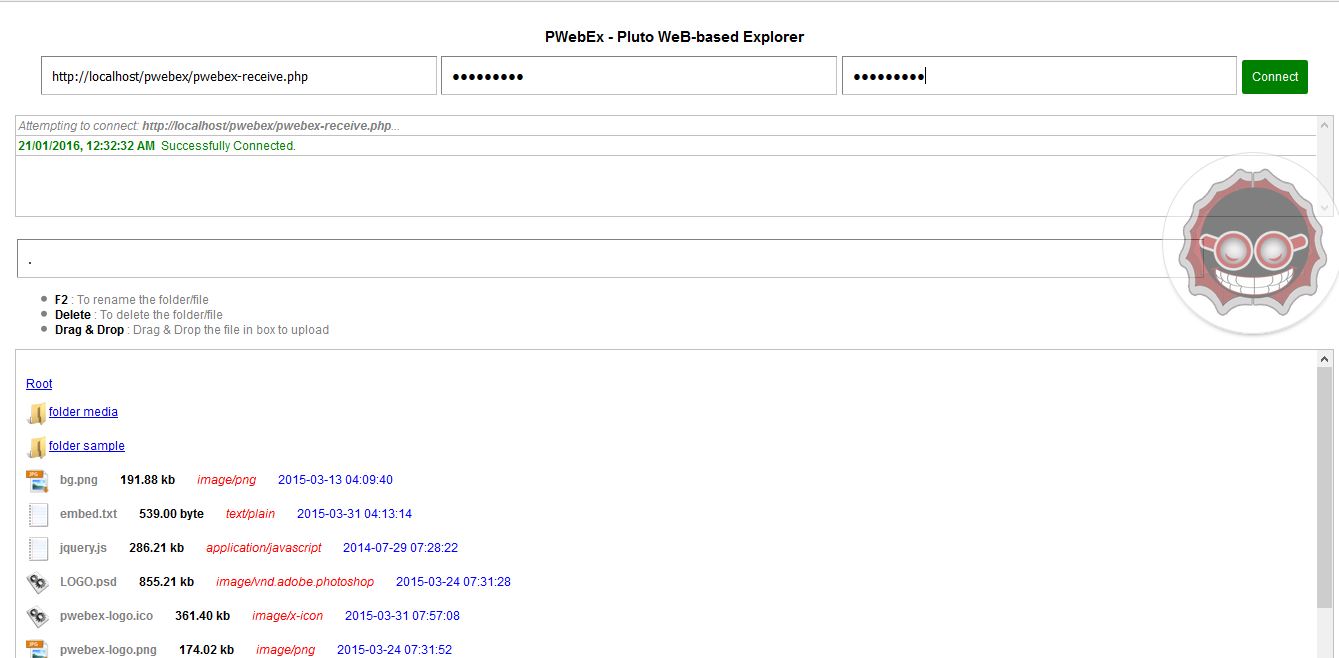 PWebEx - Pluto WeB-based Explorer
http://localhost/pwebex/pwebex-receive.php ●●●●●●●●● ●●●●●●●●● Connect
Attempting to connect: http://localhost/pwebex/pwebex-receive.php...
21/01/2016, 12:32:32 AM Successfully Connected.
.
F2 : To rename the folder/file
Delete : To delete the folder/file
Drag & Drop : Drag & Drop the file in box to upload
Root
folder media
folder sample
bg.png 191.88 kb image/png 2015-03-13 04:09:40
embed.txt 539.00 byte text/plain 2015-03-31 04:13:14
jquery.js 286.21 kb application/javascript 2014-07-29 07:28:22
LOGO.psd 855.21 kb image/vnd.adobe.photoshop 2015-03-24 07:31:28
pwebex-logo.ico 361.40 kb image/x-icon 2015-03-31 07:57:08
JPG pwebex-logo.png 174.02 kb image/png 2015-03-24 07:31:52